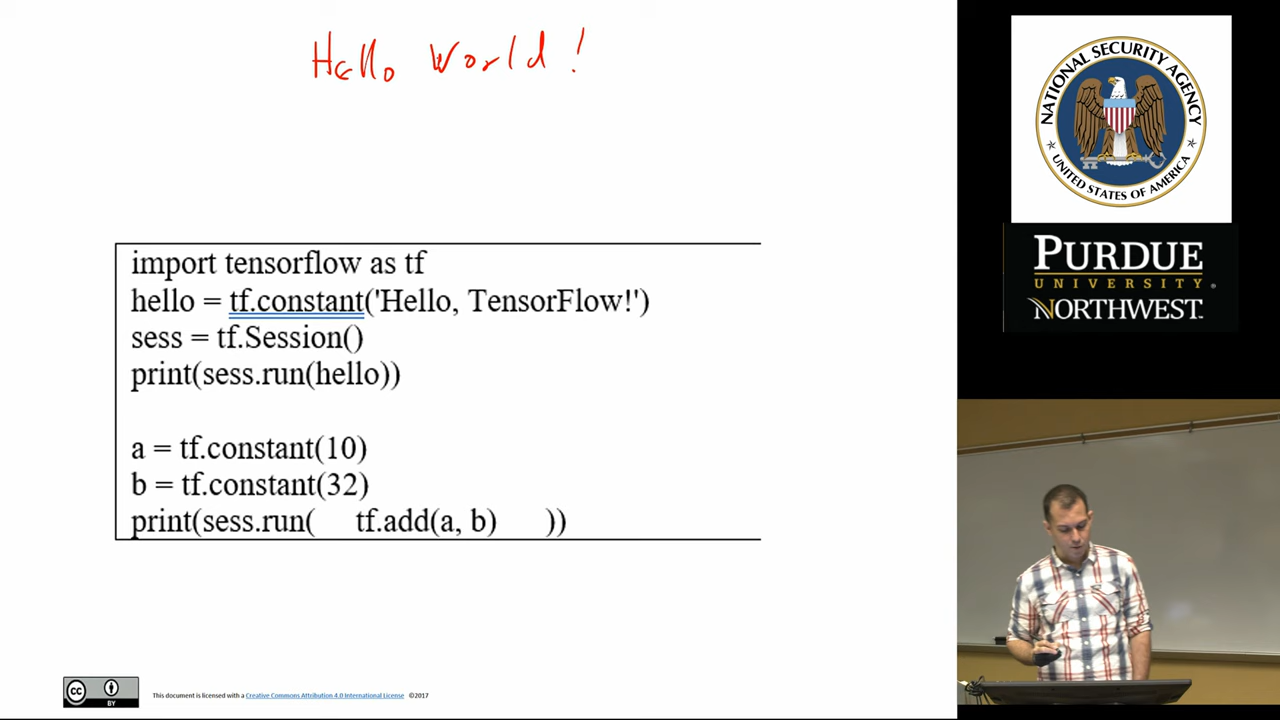 Hello World!
import tensorflow as tf
hello = tf.constant('Hello, TensorFlow!')
sess = tf.Session()
print(sess.run(hello))
a = tf.constant(10)
b = tf.constant(32)
print(sess.run( tf.add(a, b) ))
cc BY
This document is licensed with a Creative Commons Attribution 4.0 International License ©2017
NATIONAL SECURITY AGENCY
UNITED STATES OF AMERICA
PURDUE
UNIVERSITY®
NORTHWEST